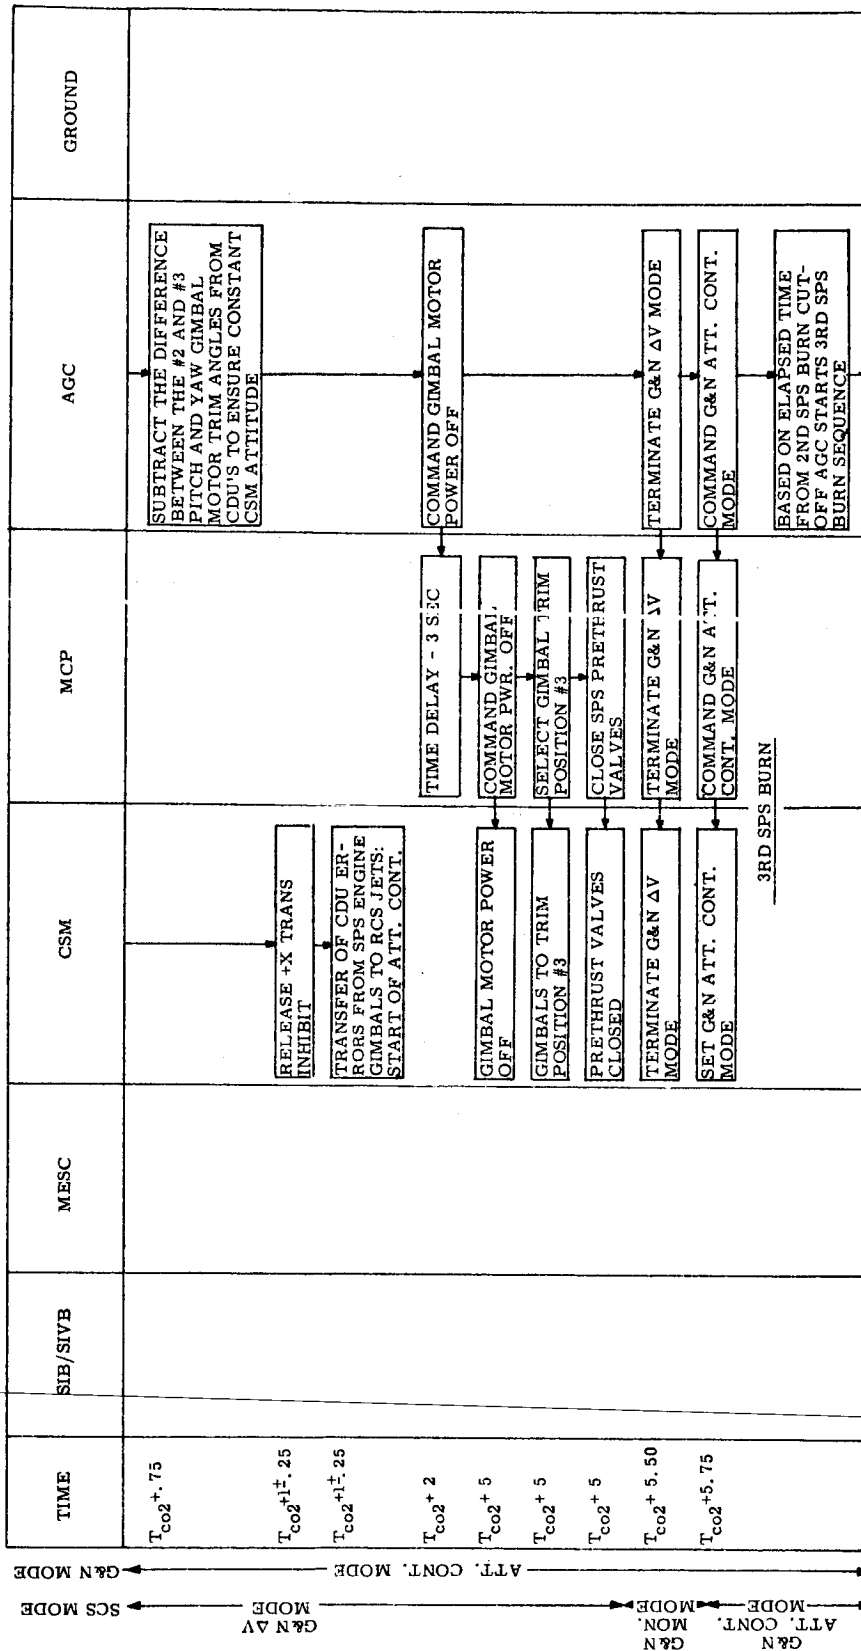 TIME
SIB/SIVB
MESC
CSM
MCP
AGC
GROUND
SCS MODE
G&N MODE
G&N ΔV
MODE
G&N
MON.
MODE
G&N
ATT. CONT.
MODE
ATT. CONT. MODE
Tco2+.75
SUBTRACT THE DIFFERENCE
BETWEEN THE #2 AND #3
PITCH AND YAW GIMBAL
MOTOR TRIM ANGLES FROM
CDU'S TO ENSURE CONSTANT
CSM ATTITUDE
Tco2+1±.25
RELEASE +X TRANS
INHIBIT
Tco2+1±.25
TRANSFER OF CDU ER-
RORS FROM SPS ENGINE
GIMBALS TO RCS JETS:
START OF ATT. CONT.
Tco2+ 2
TIME DELAY - 3 SEC
COMMAND GIMBAL MOTOR
POWER OFF
Tco2+ 5
GIMBAL MOTOR POWER
OFF
COMMAND GIMBAL
MOTOR PWR. OFF
Tco2+ 5
GIMBALS TO TRIM
POSITION #3
SELECT GIMBAL TRIM
POSITION #3
Tco2+ 5
PRETHRUST VALVES
CLOSED
CLOSE SPS PRETHRUST
VALVES
Tco2+ 5.50
TERMINATE G&N ΔV
MODE
TERMINATE G&N ΔV
MODE
TERMINATE G&N ΔV MODE
Tco2+5.75
SET G&N ATT. CONT.
MODE
COMMAND G&N ATT.
CONT. MODE
COMMAND G&N ATT. CONT.
MODE
3RD SPS BURN
BASED ON ELAPSED TIME
FROM 2ND SPS BURN CUT-
OFF AGC STARTS 3RD SPS
BURN SEQUENCE